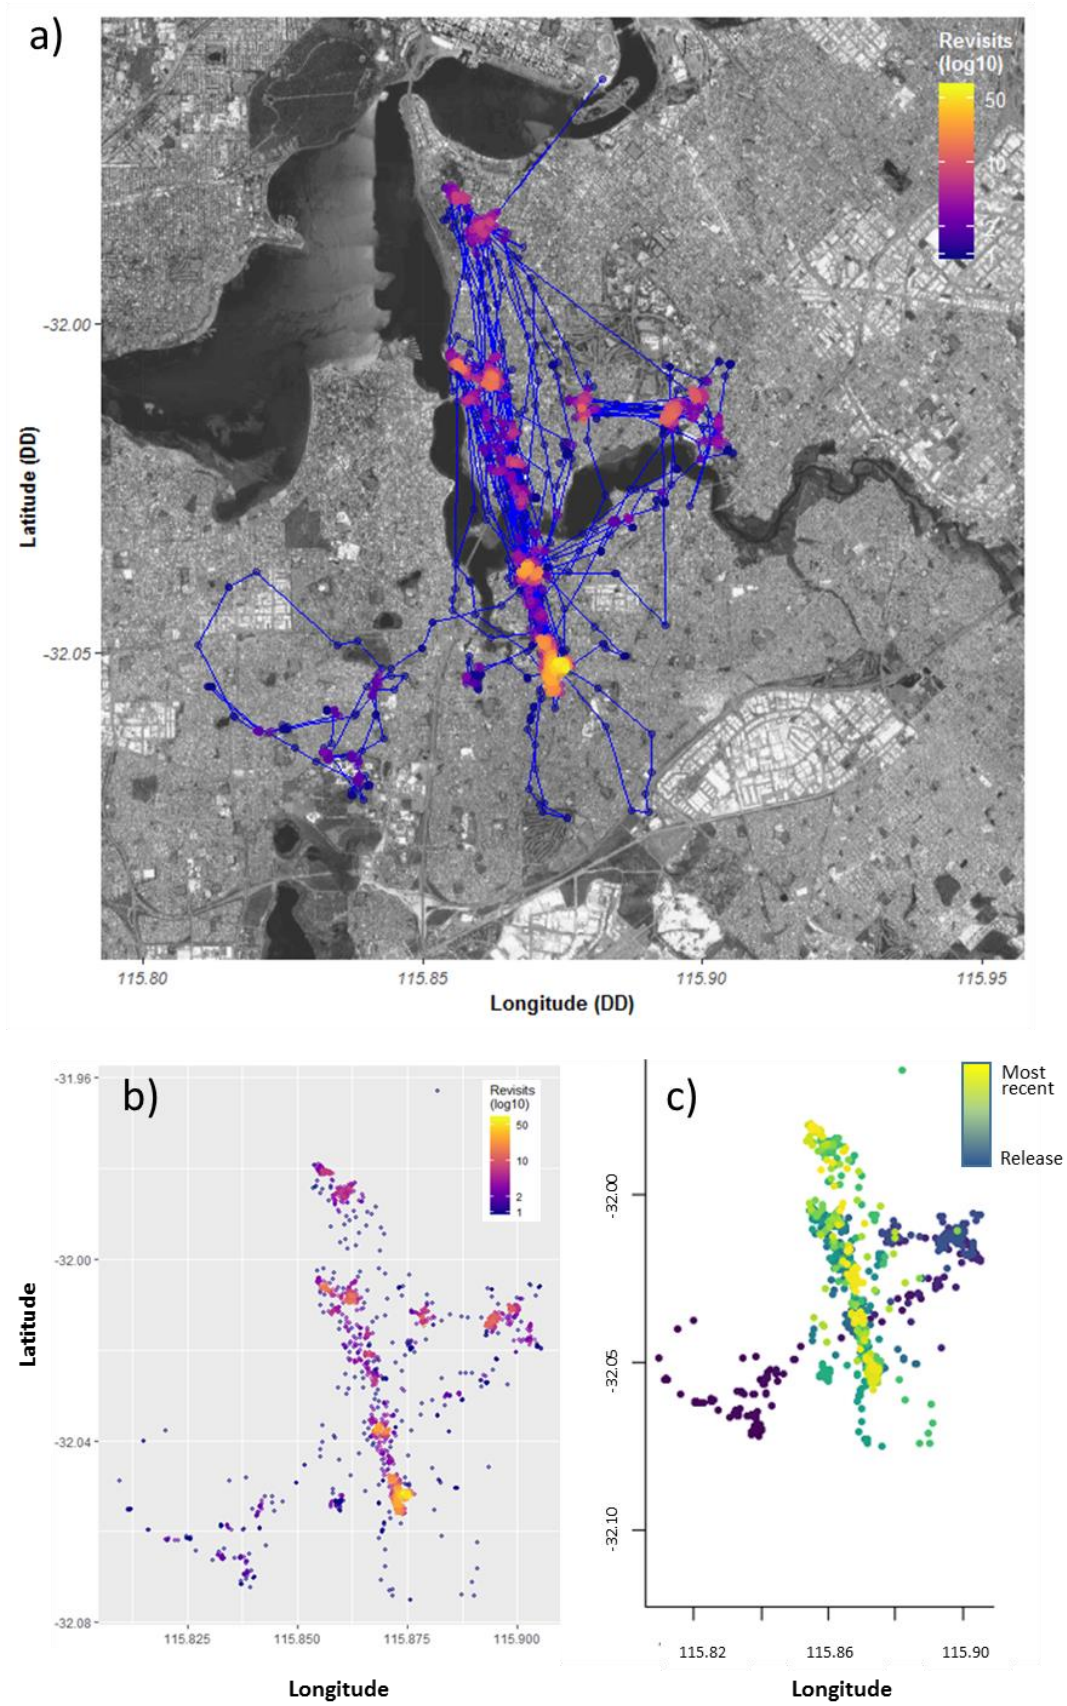 a)
Revisits
(log10)
50
10
-32.00
-32.05
Latitude (DD)
115.80
115.85
115.90
115.95
Longitude (DD)
b)
Revisits
(log10)
50
10
2
1
-31.96
-32.00
-32.04
-32.08
Latitude
115.825
115.850
115.875
115.900
Longitude
c)
Most
recent
Release
-32.00
-32.05
-32.10
115.82
115.86
115.90
Longitude